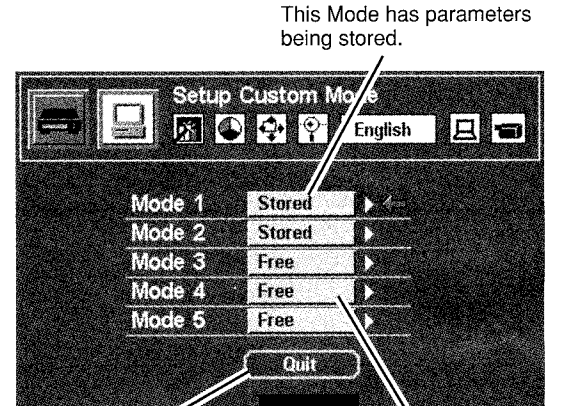 This Mode has parameters
being stored.
Setup Custom Mode
English
Mode 1 Stored
Mode 2 Stored
Mode 3 Free
Mode 4 Free
Mode 5 Free
Quit